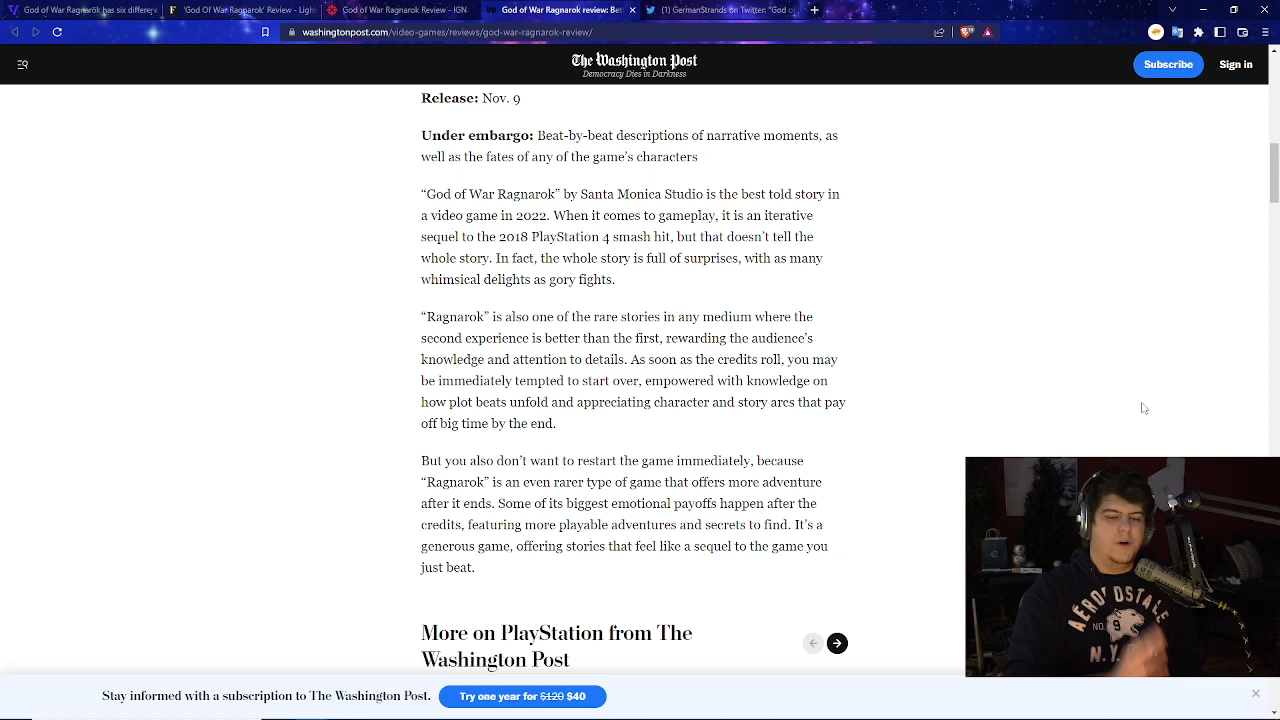 God of War Ragnarök has six differe
'God Of War Ragnarok' Review - Light
God of War Ragnarok Review - IGN
God of War Ragnarok review: Bes
(1) GermanStrands on Twitter: "God o
washingtonpost.com/video-games/reviews/god-war-ragnarok-review/
The Washington Post
Democracy Dies in Darkness
Subscribe
Sign in
Release: Nov. 9
Under embargo: Beat-by-beat descriptions of narrative moments, as
well as the fates of any of the game's characters
“God of War Ragnarok” by Santa Monica Studio is the best told story in
a video game in 2022. When it comes to gameplay, it is an iterative
sequel to the 2018 PlayStation 4 smash hit, but that doesn't tell the
whole story. In fact, the whole story is full of surprises, with as many
whimsical delights as gory fights.
“Ragnarok” is also one of the rare stories in any medium where the
second experience is better than the first, rewarding the audience's
knowledge and attention to details. As soon as the credits roll, you may
be immediately tempted to start over, empowered with knowledge on
how plot beats unfold and appreciating character and story arcs that pay
off big time by the end.
But you also don't want to restart the game immediately, because
“Ragnarok” is an even rarer type of game that offers more adventure
after it ends. Some of its biggest emotional payoffs happen after the
credits, featuring more playable adventures and secrets to find. It's a
generous game, offering stories that feel like a sequel to the game you
just beat.
More on PlayStation from The
Washington Post
AÉROPOSTALE
NO. 9
N.Y.
Stay informed with a subscription to The Washington Post.
Try one year for $120 $40